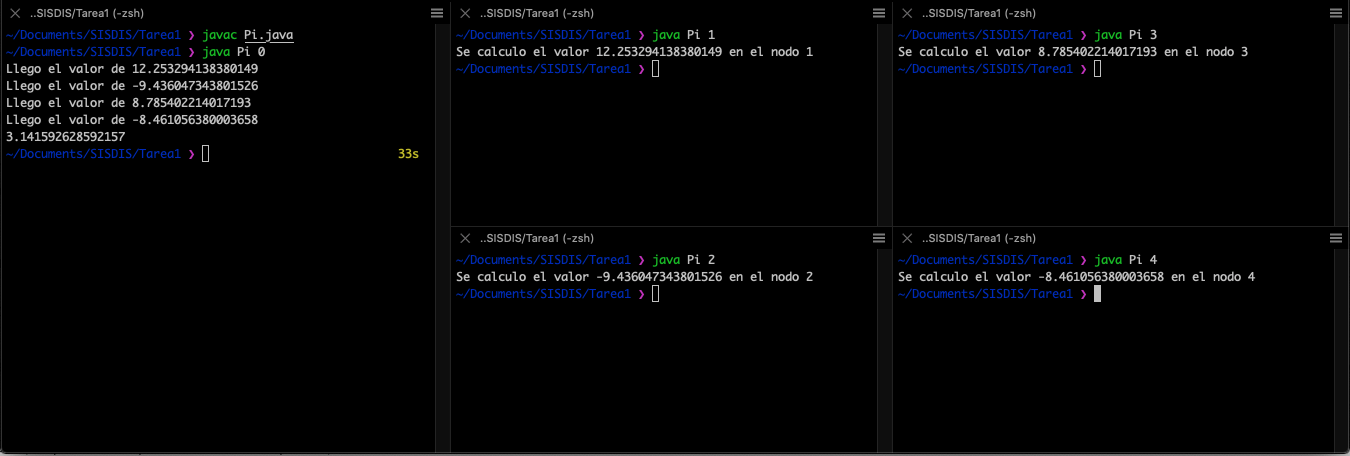 ..SISDIS/Tarea1 (-zsh)
~/Documents/SISDIS/Tarea1 ❯ javac Pi.java
~/Documents/SISDIS/Tarea1 ❯ java Pi 0
Llego el valor de 12.253294138380149
Llego el valor de -9.436047343801526
Llego el valor de 8.785402214017193
Llego el valor de -8.461056380003658
3.141592628592157
~/Documents/SISDIS/Tarea1 ❯ 33s
..SISDIS/Tarea1 (-zsh)
~/Documents/SISDIS/Tarea1 ❯ java Pi 1
Se calculo el valor 12.253294138380149 en el nodo 1
~/Documents/SISDIS/Tarea1 ❯
..SISDIS/Tarea1 (-zsh)
~/Documents/SISDIS/Tarea1 ❯ java Pi 3
Se calculo el valor 8.785402214017193 en el nodo 3
~/Documents/SISDIS/Tarea1 ❯
..SISDIS/Tarea1 (-zsh)
~/Documents/SISDIS/Tarea1 ❯ java Pi 2
Se calculo el valor -9.436047343801526 en el nodo 2
~/Documents/SISDIS/Tarea1 ❯
..SISDIS/Tarea1 (-zsh)
~/Documents/SISDIS/Tarea1 ❯ java Pi 4
Se calculo el valor -8.461056380003658 en el nodo 4
~/Documents/SISDIS/Tarea1 ❯